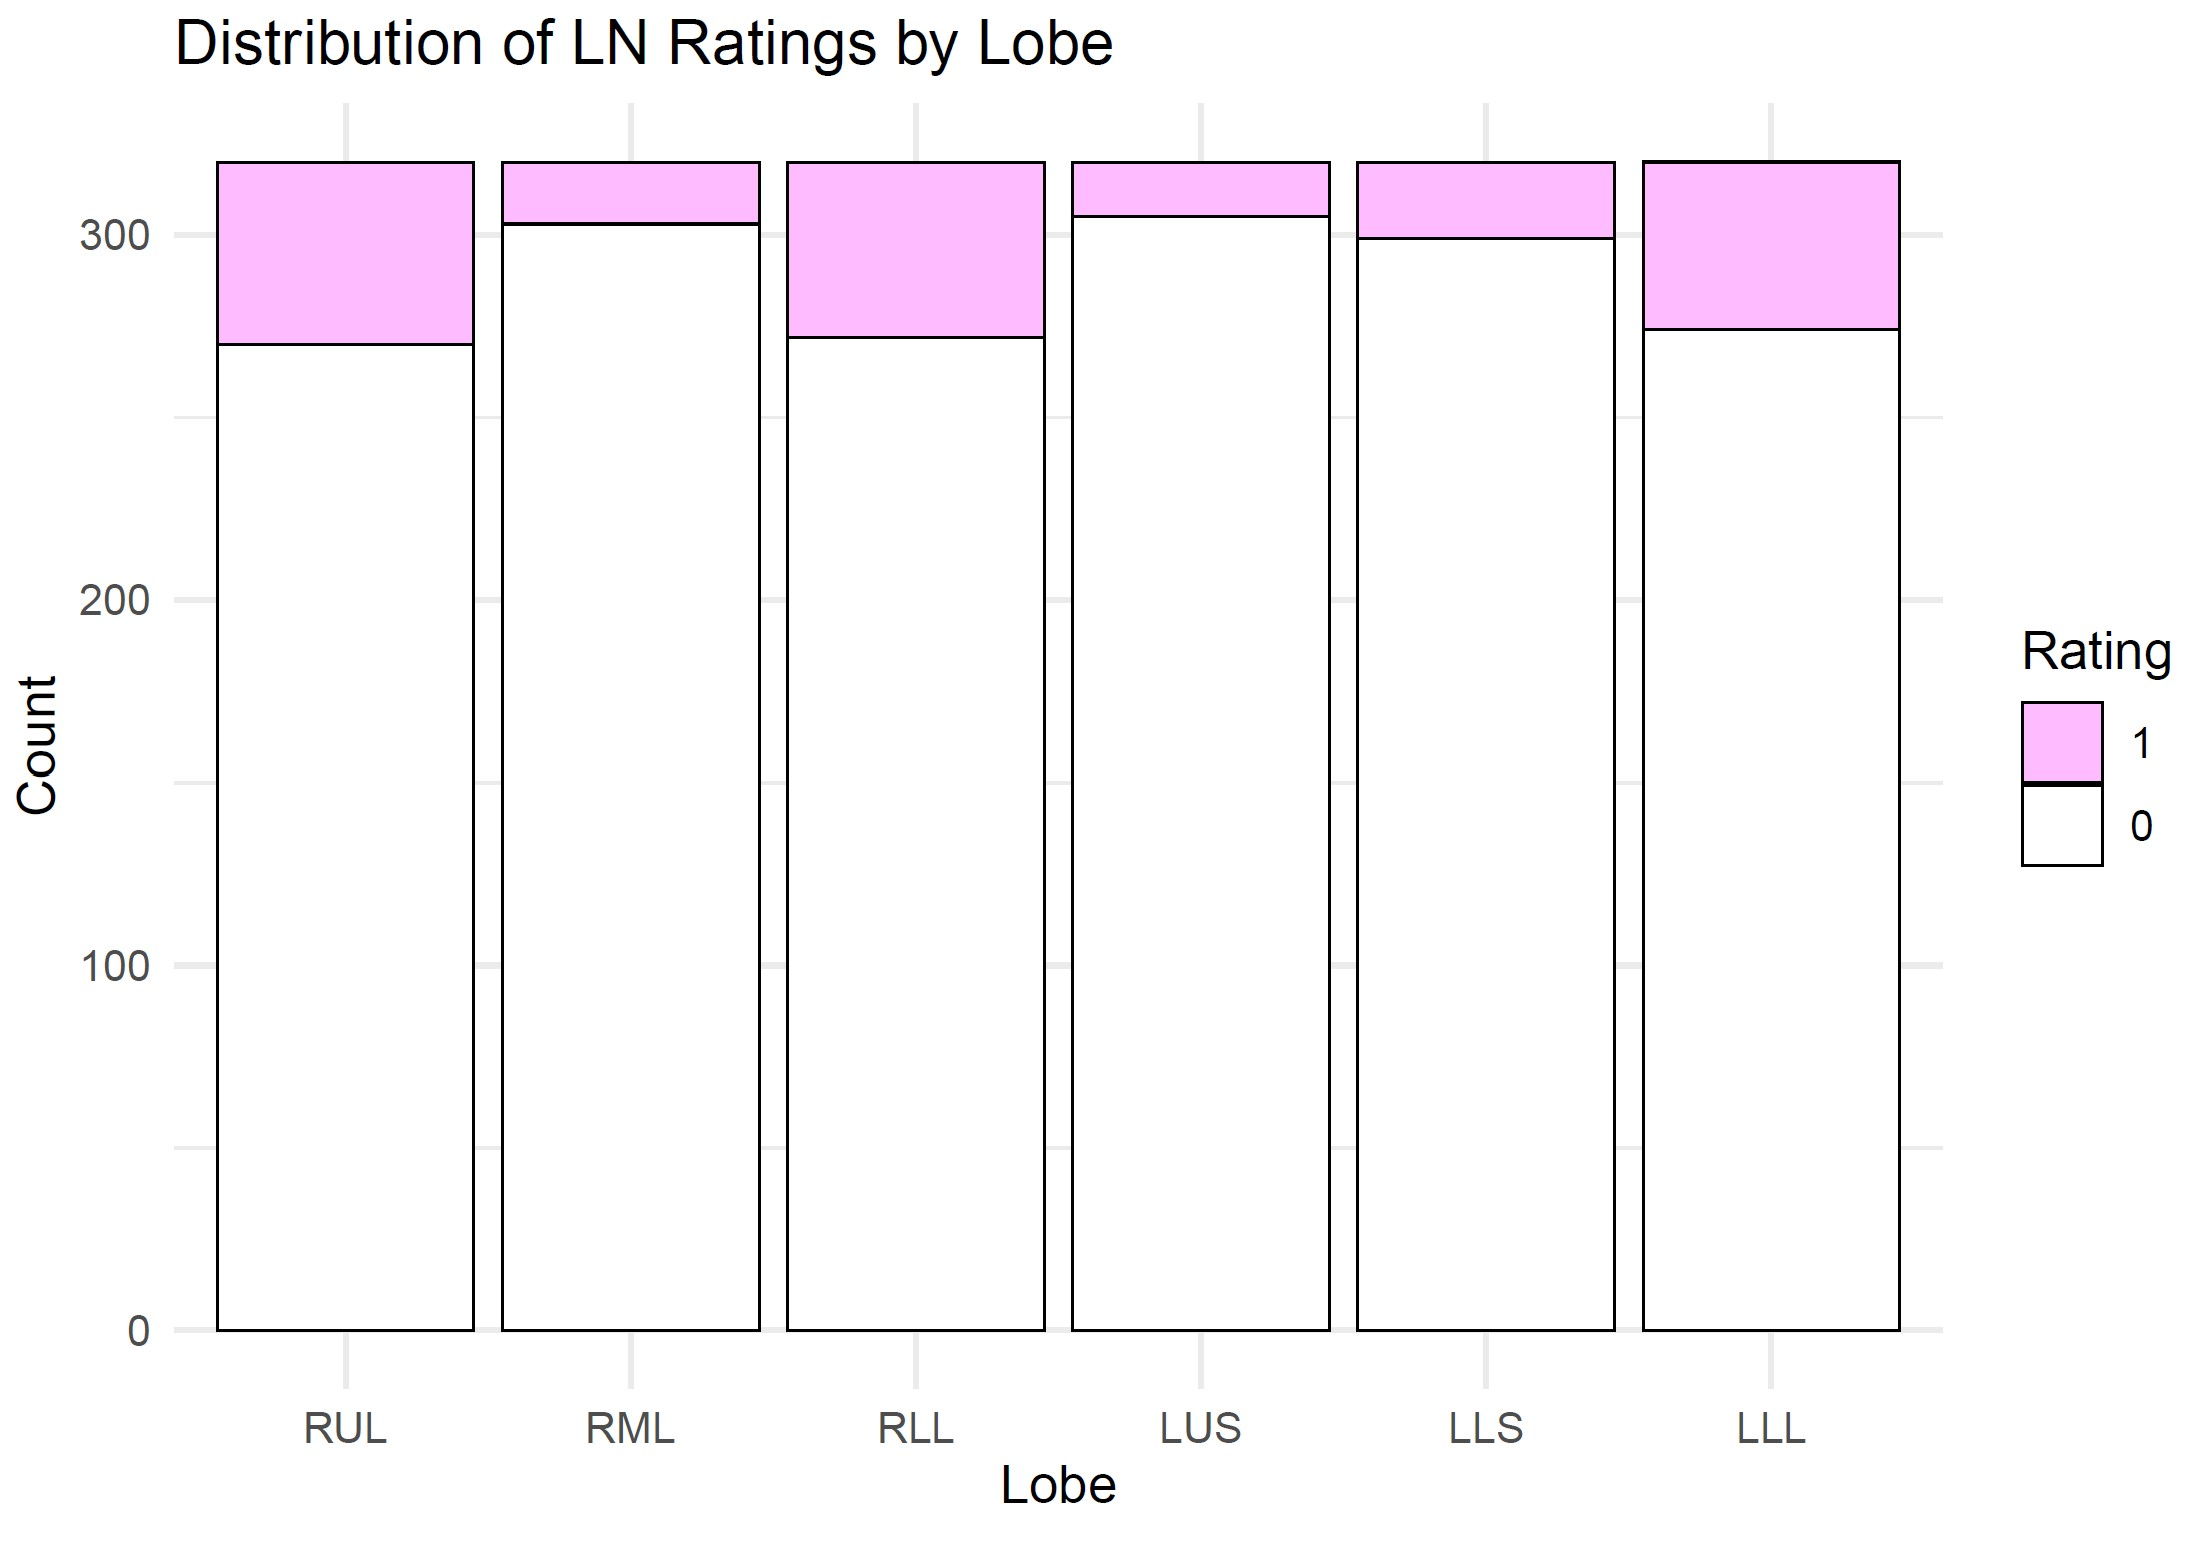 Distribution of LN Ratings by Lobe
300
200
100
0
Count
RUL RML RLL LUS LLS LLL
Lobe
Rating
1
0